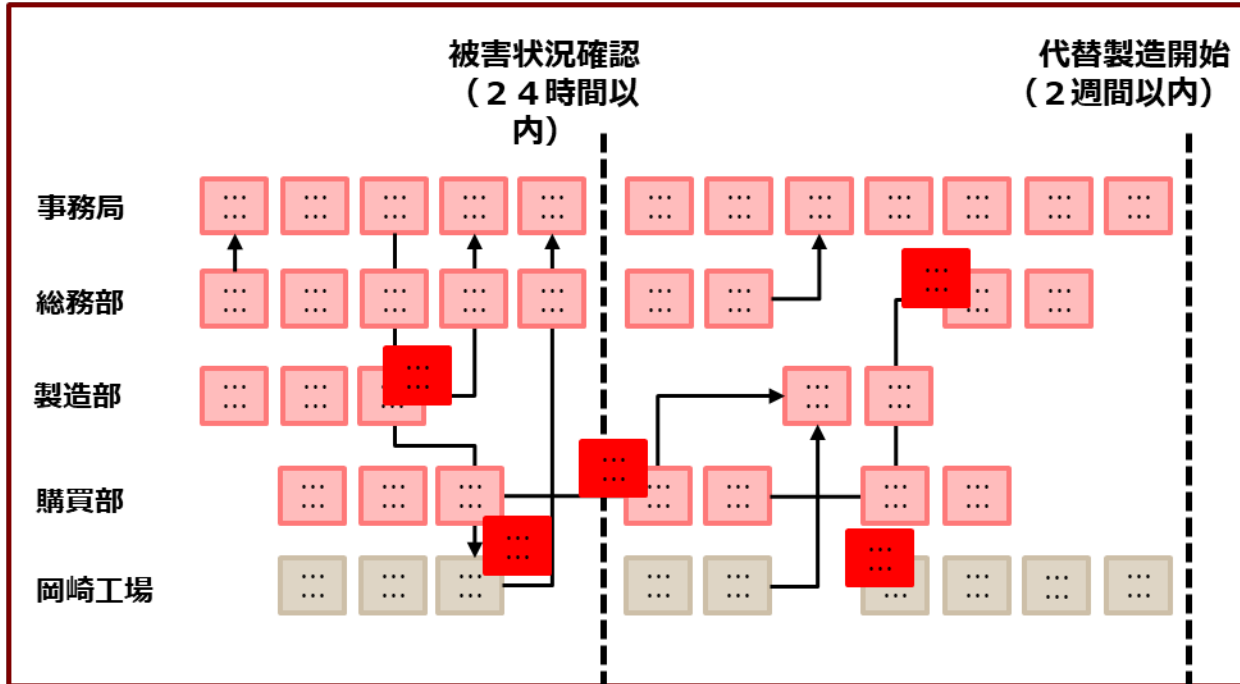 被害状況確認
（２４時間以
内）
代替製造開始
（２週間以内）
事務局
総務部
製造部
購買部
岡崎工場